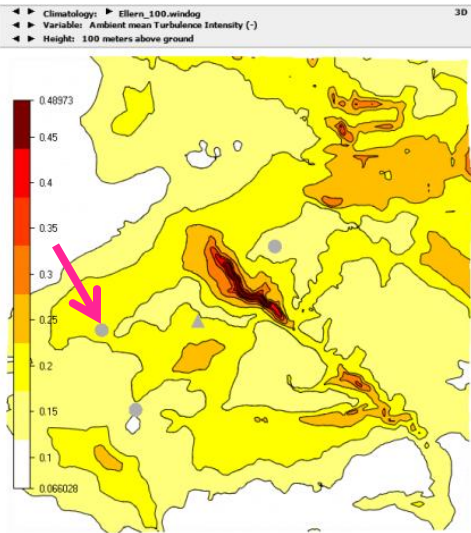 Climatology: Ellern_100.windog
3D
Variable: Ambient mean Turbulence Intensity (-)
Height: 100 meters above ground
0.48973
0.45
0.4
0.35
0.3
0.25
0.2
0.15
0.1
0.066028